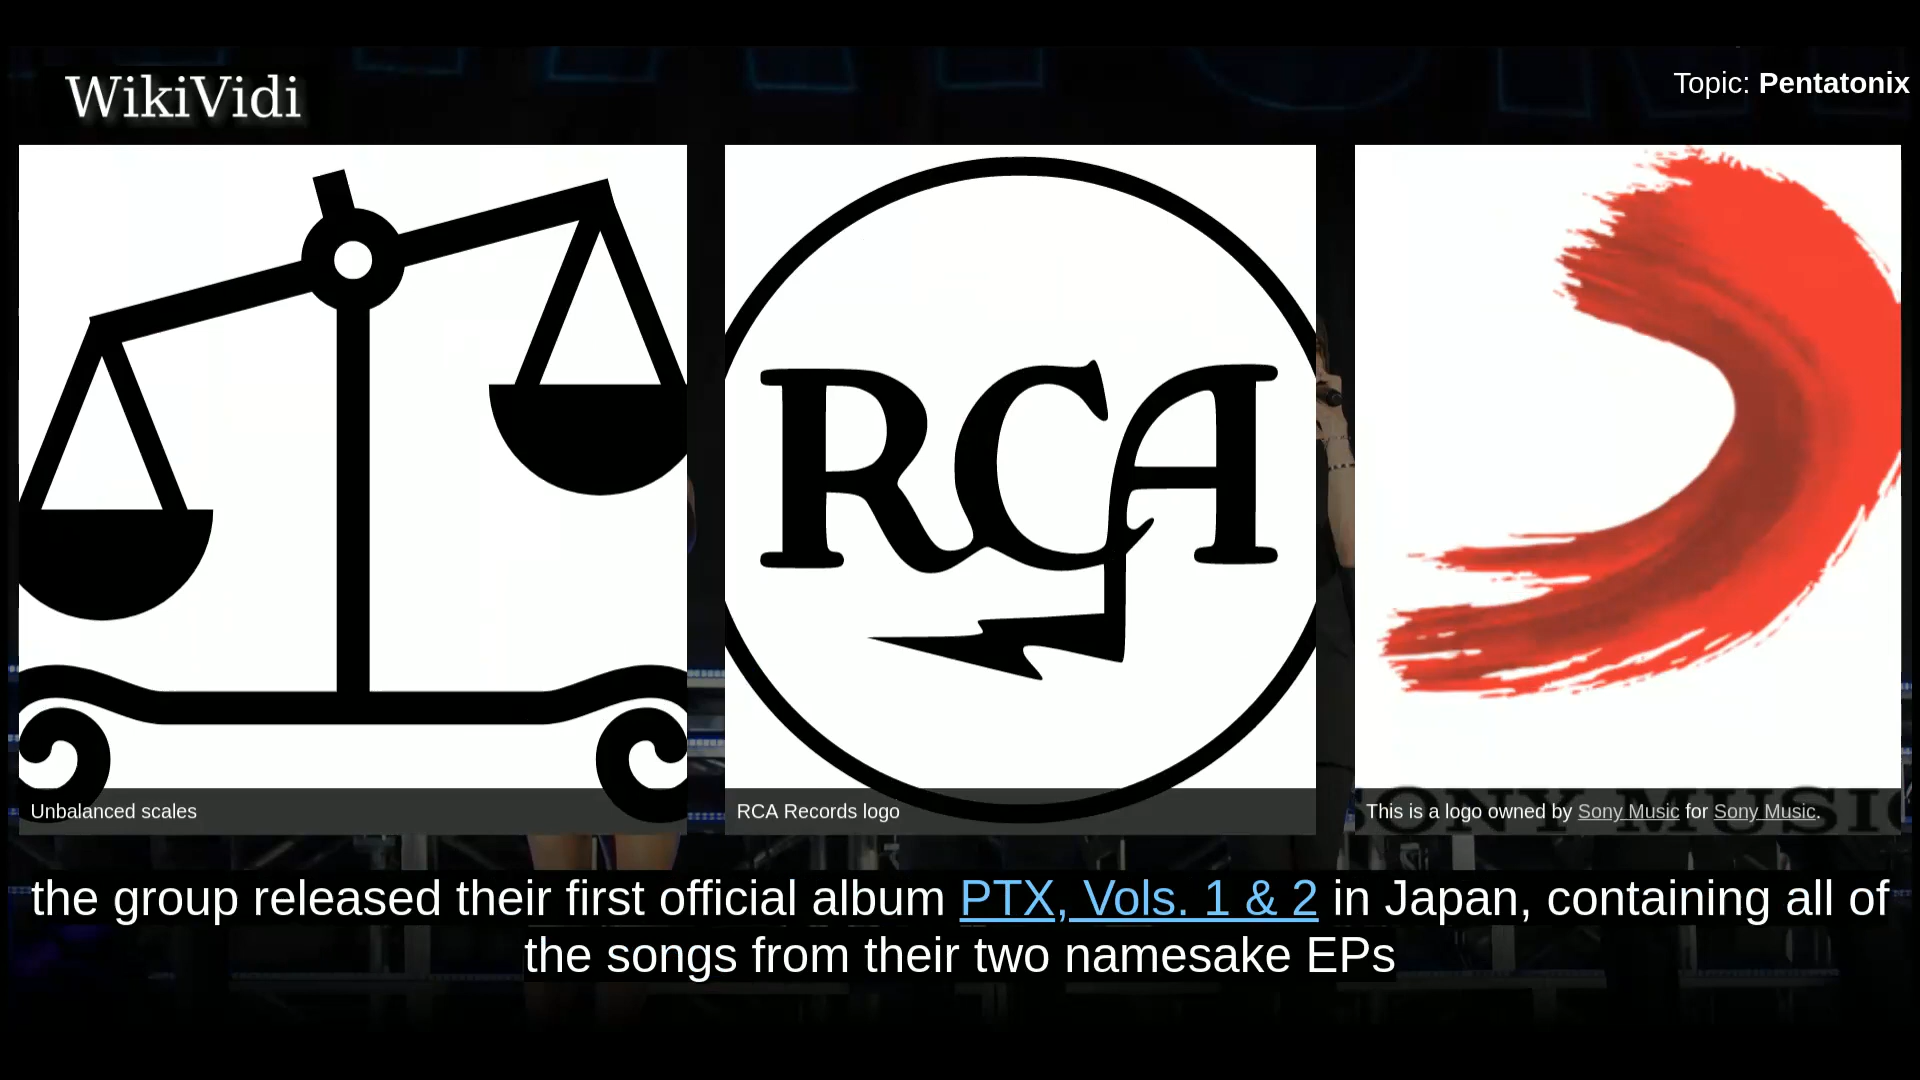 WikiVidi
Topic: Pentatonix
RCA
Unbalanced scales
RCA Records logo
SONY MUSIC
This is a logo owned by Sony Music for Sony Music.
the group released their first official album PTX, Vols. 1 & 2 in Japan, containing all of
the songs from their two namesake EPs